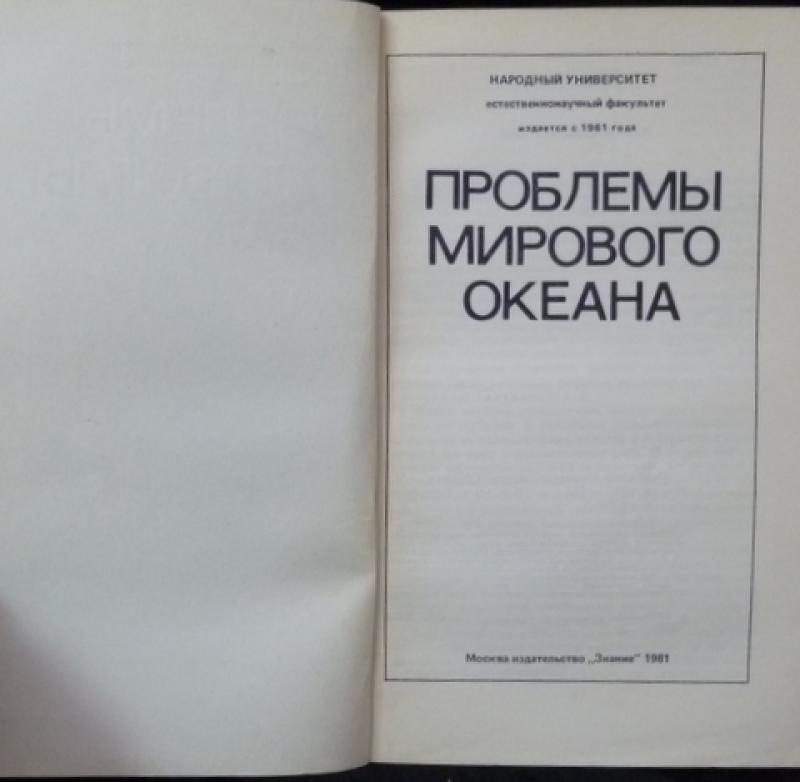 НАРОДНЫЙ УНИВЕРСИТЕТ
естественнонаучный факультет
издается с 1961 года
ПРОБЛЕМЫ
МИРОВОГО
ОКЕАНА
Москва издательство „Знание" 1981